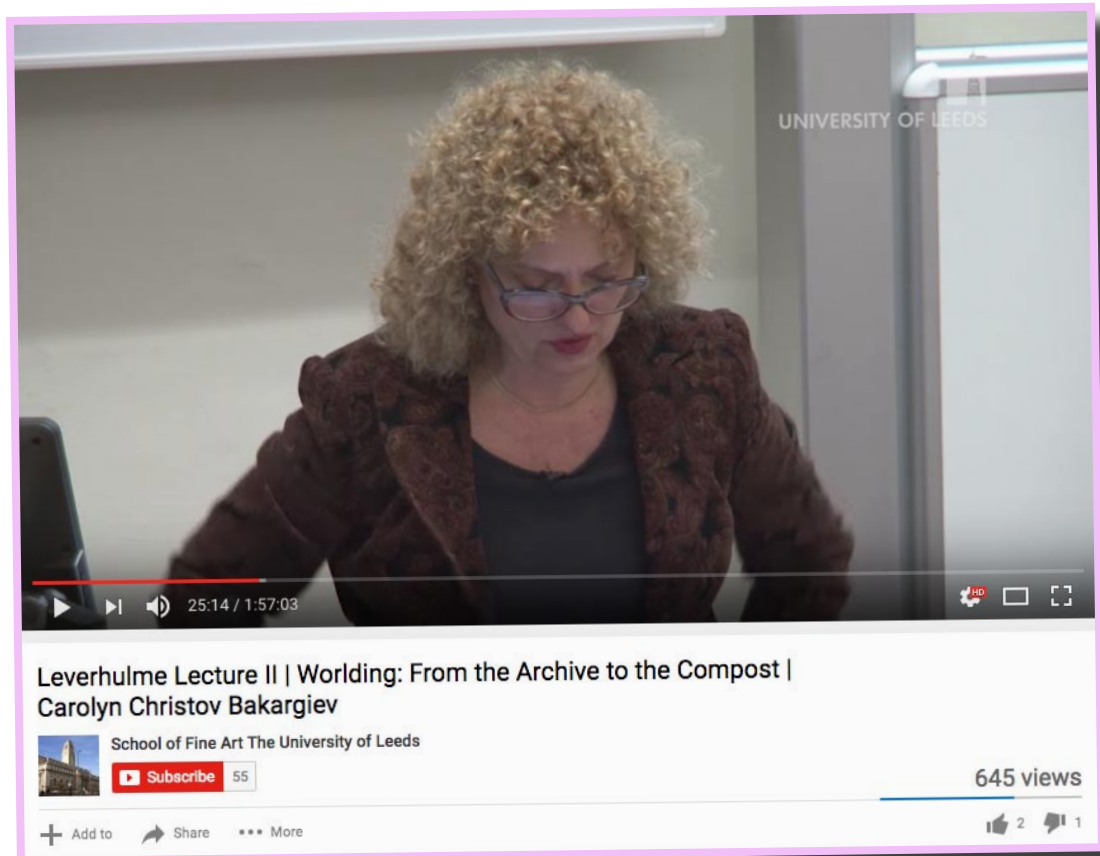 UNIVERSITY OF LEEDS
25:14 / 1:57:03
HD
Leverhulme Lecture II | Worlding: From the Archive to the Compost |
Carolyn Christov Bakargiev
School of Fine Art The University of Leeds
Subscribe 55
645 views
Add to Share More
2 1